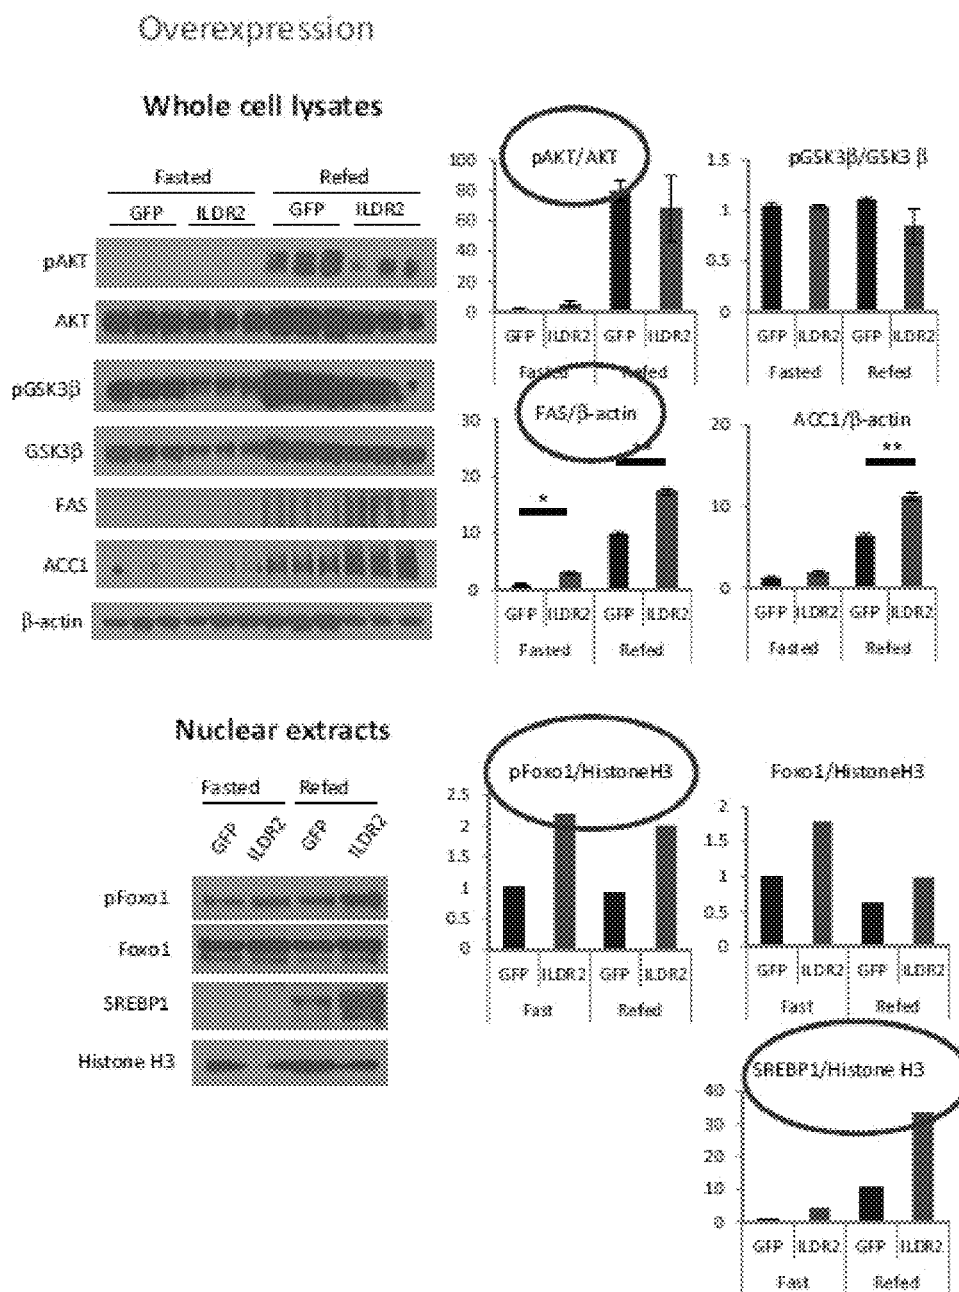 Overexpression
Whole cell lysates
Fasted Refed
GFP ILDR2 GFP ILDR2
pAKT
AKT
pGSK3β
GSK3β
FAS
ACC1
β-actin
pAKT/AKT
100
80
60
40
20
0
GFP ILDR2 GFP ILDR2
Fasted Refed
pGSK3β/GSK3 β
1.5
1
0.5
0
GFP ILDR2 GFP ILDR2
Fasted Refed
FAS/β-actin
30
20
10
0
*
**
GFP ILDR2 GFP ILDR2
Fasted Refed
ACC1/β-actin
20
10
0
**
GFP ILDR2 GFP ILDR2
Fasted Refed
Nuclear extracts
Fasted Refed
GFP ILDR2 GFP ILDR2
pFoxo1
Foxo1
SREBP1
Histone H3
pFoxo1/HistoneH3
2.5
2
1.5
1
0.5
0
GFP ILDR2 GFP ILDR2
Fast Refed
Foxo1/HistoneH3
2
1.5
1
0.5
0
GFP ILDR2 GFP ILDR2
Fast Refed
SREBP1/Histone H3
40
30
20
10
0
GFP ILDR2 GFP ILDR2
Fast Refed